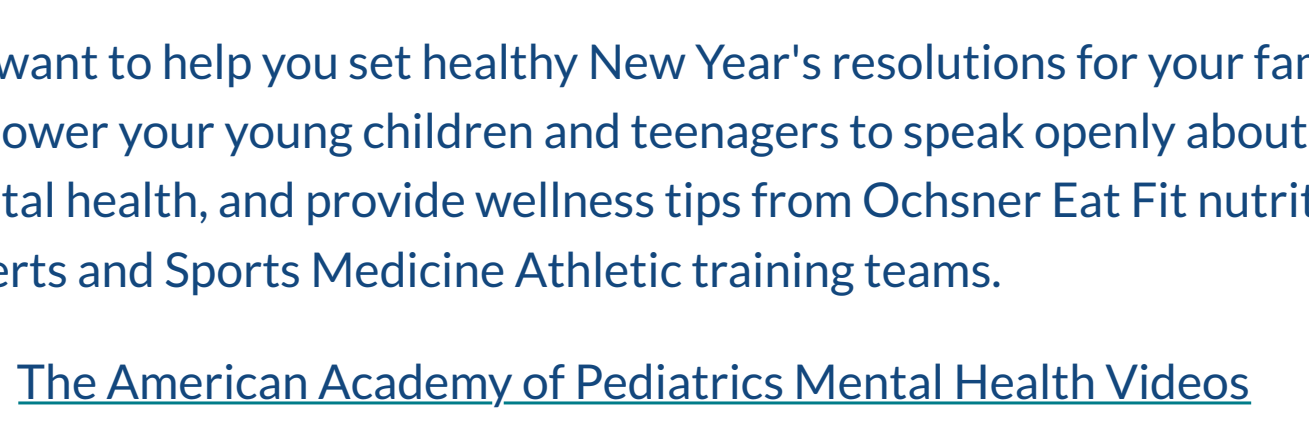 want to help you set healthy New Year's resolutions for your far
ower your young children and teenagers to speak openly about
tal health, and provide wellness tips from Ochsner Eat Fit nutrit
erts and Sports Medicine Athletic training teams.
The American Academy of Pediatrics Mental Health Videos